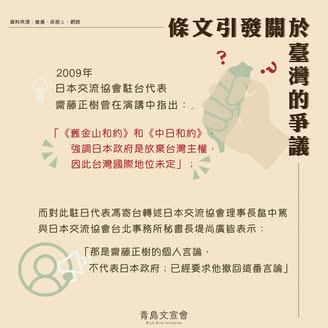 資料來源：維基、菜姐ㄙ、網路
條文引發關於臺灣的爭議
2009年
日本交流協會駐台代表
齋藤正樹曾在演講中指出：
「《舊金山和約》和《中日和約》，
強調日本政府是放棄台灣主權，
因此台灣國際地位未定」；
而對此駐日代表馮寄台轉述日本交流協會理事長畠中篤
與日本交流協會台北事務所秘書長堤尚廣皆表示：
「那是齋藤正樹的個人言論，
不代表日本政府；已經要求他撤回這番言論」
青鳥文宣會
Blue Bird Initiative